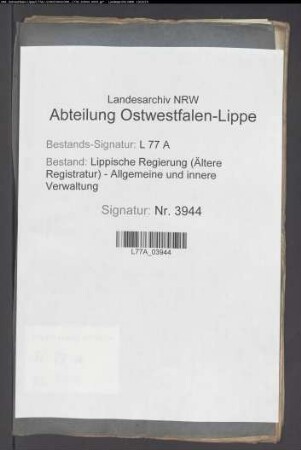 Landesarchiv NRW
Abteilung Ostwestfalen-Lippe
Bestands-Signatur: L 77 A
Bestand: Lippische Regierung (Ältere
Registratur) - Allgemeine und innere
Verwaltung
Signatur: Nr. 3944
L77A_03944